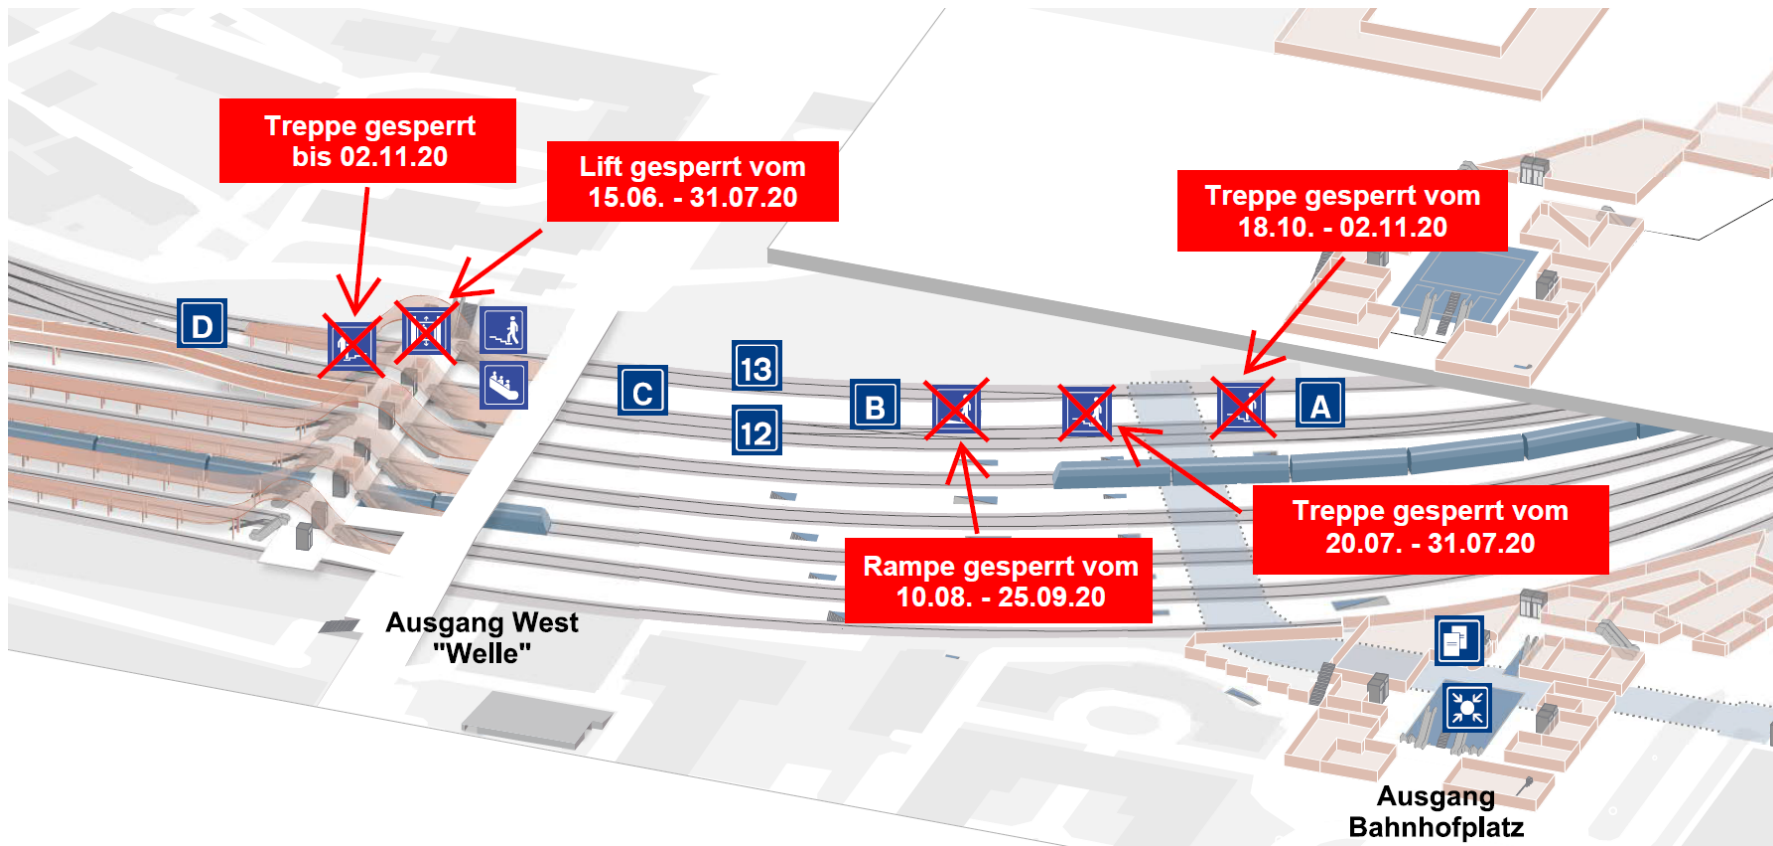 Treppe gesperrt
bis 02.11.20
Lift gesperrt vom
15.06. - 31.07.20
Treppe gesperrt vom
18.10. - 02.11.20
D
C
13
12
B
A
Rampe gesperrt vom
10.08. - 25.09.20
Treppe gesperrt vom
20.07. - 31.07.20
Ausgang West
"Welle"
Ausgang
Bahnhofplatz